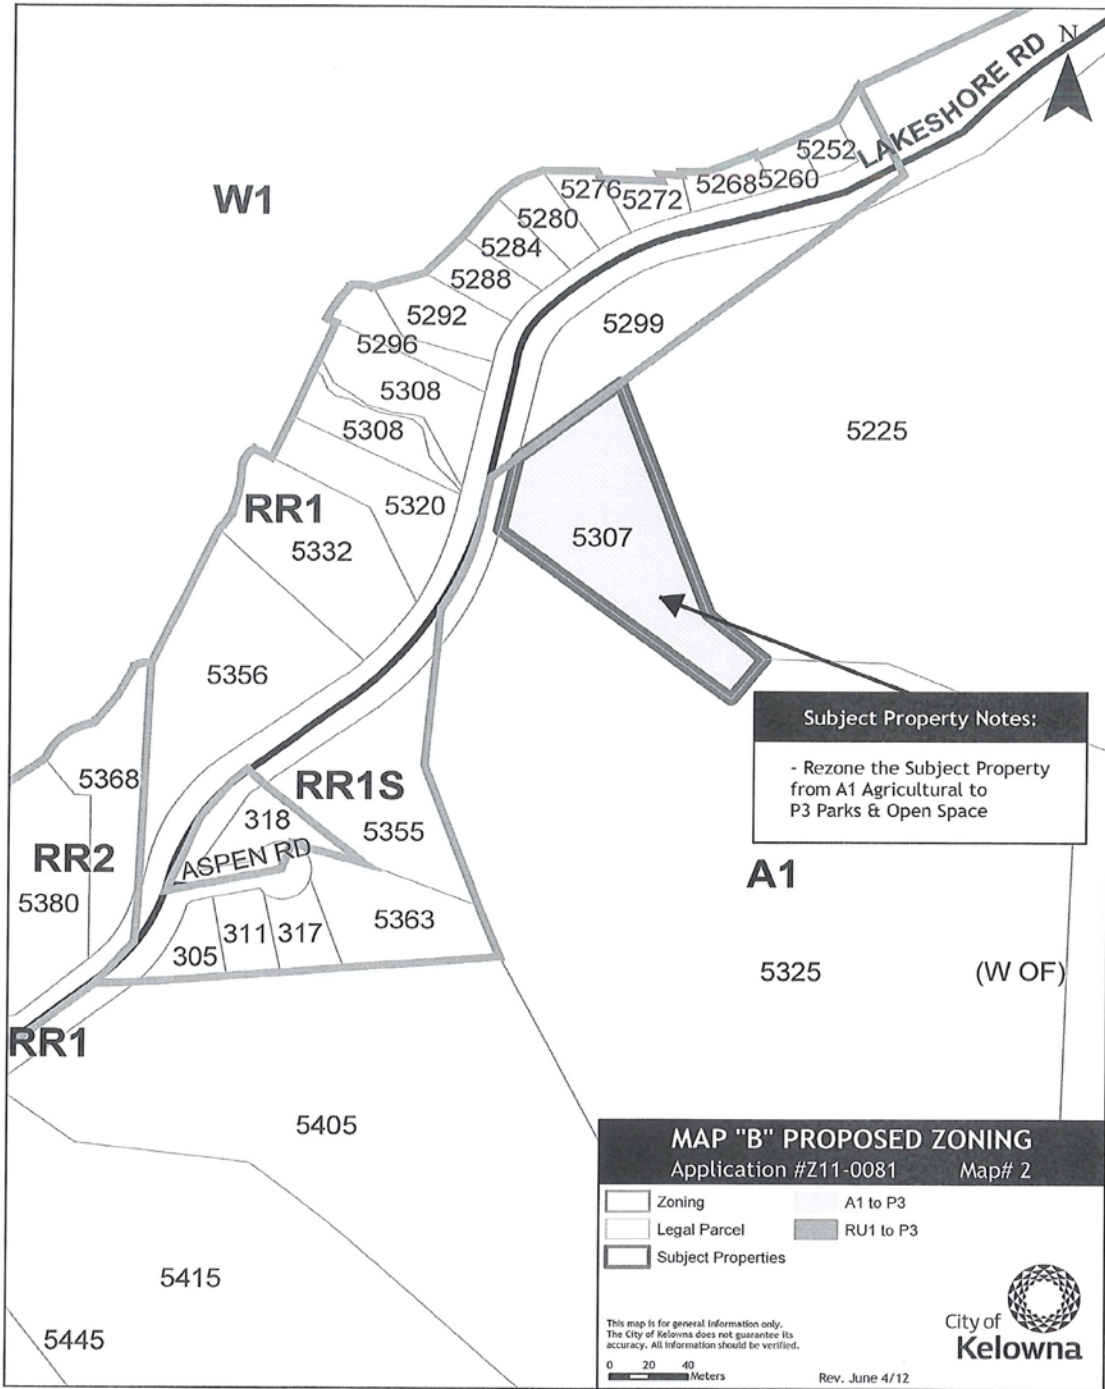 N
LAKESHORE RD
W1
5252
5260
5268
5276
5272
5280
5284
5288
5292
5299
5296
5308
5308
5225
RR1
5320
5332
5307
5356
Subject Property Notes:
- Rezone the Subject Property
from A1 Agricultural to
P3 Parks & Open Space
5368
RR1S
318
5355
ASPEN RD
RR2
A1
5380
305
311
317
5363
5325
(W OF)
RR1
5405
5415
5445
MAP "B" PROPOSED ZONING
Application #Z11-0081 Map# 2
Zoning
A1 to P3
Legal Parcel
RU1 to P3
Subject Properties
This map is for general information only.
The City of Kelowna does not guarantee its
accuracy. All information should be verified.
0 20 40
Meters
Rev. June 4/12
City of
Kelowna